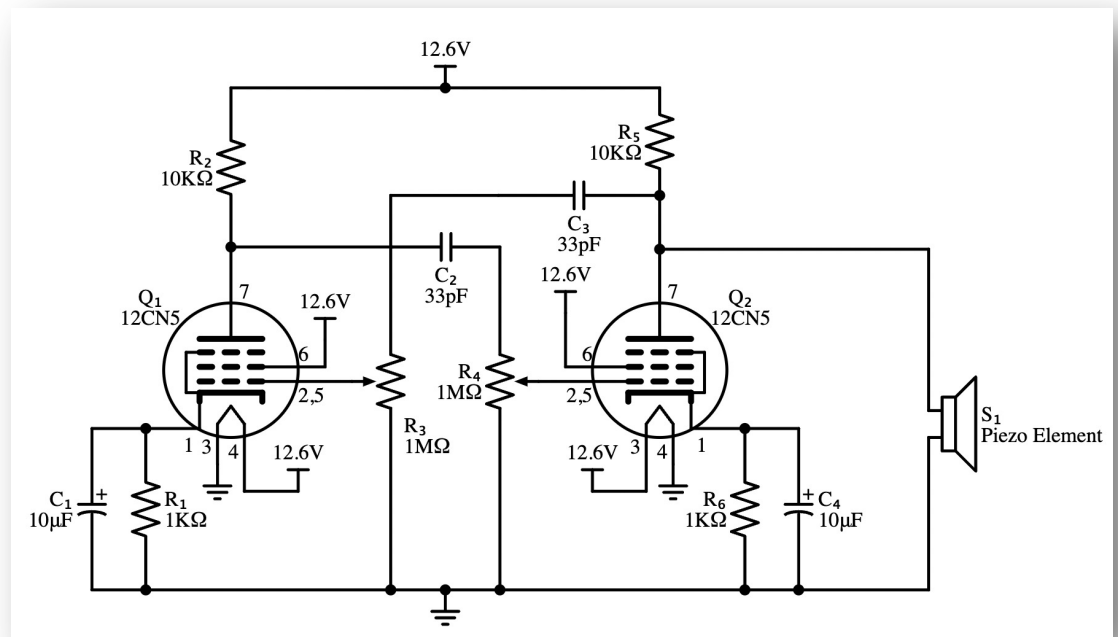 12.6V
R₅
10KΩ
R₂
10KΩ
C₃
33pF
C₂
33pF
12.6V
7
Q₁
12CN5
12.6V
6
2,5
7
Q₂
12CN5
6
2,5
R₄
1MΩ
R₃
1MΩ
S₁
Piezo Element
1
3
4
12.6V
12.6V
3
4
1
C₁
+
10µF
R₁
1KΩ
R₆
1KΩ
+
C₄
10µF